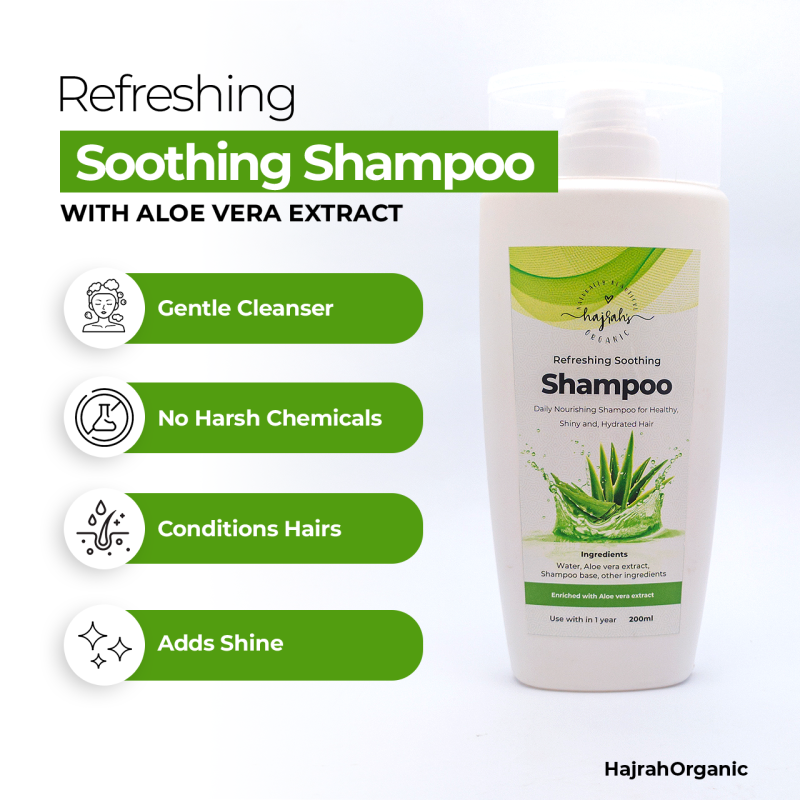 Refreshing
Soothing Shampoo
WITH ALOE VERA EXTRACT
Gentle Cleanser
No Harsh Chemicals
Conditions Hairs
Adds Shine
NATURALLY BEAUTIFUL
hajrah's
ORGANIC
Refreshing Soothing
Shampoo
Daily Nourishing Shampoo for Healthy,
Shiny and, Hydrated Hair
Ingredients
Water, Aloe vera extract,
Shampoo base, other ingredients
Enriched with Aloe vera extract
Use with in 1 year 200ml
HajrahOrganic